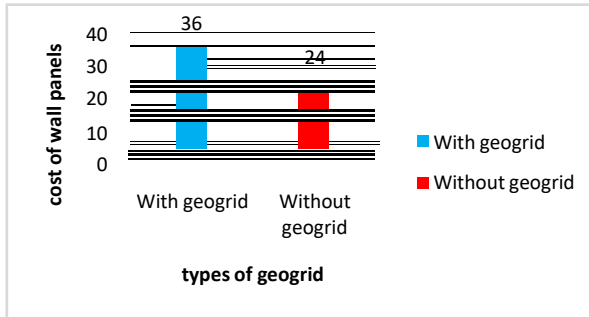 cost of wall panels
40
30
20
10
0
36
24
With geogrid
Without
geogrid
types of geogrid
With geogrid
Without geogrid